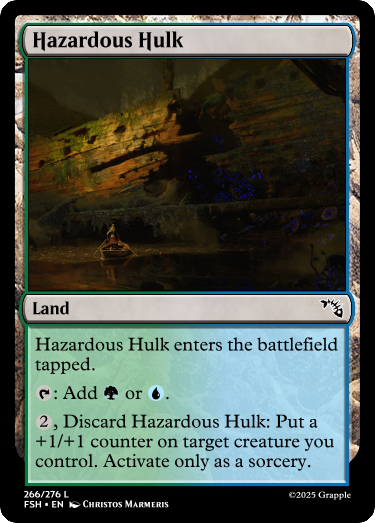 Hazardous Hulk
Land
Hazardous Hulk enters the battlefield
tapped.
: Add or .
2, Discard Hazardous Hulk: Put a
+1/+1 counter on target creature you
control. Activate only as a sorcery.
266/276 L
FSH • EN Christos Marmeris
©2025 Grapple